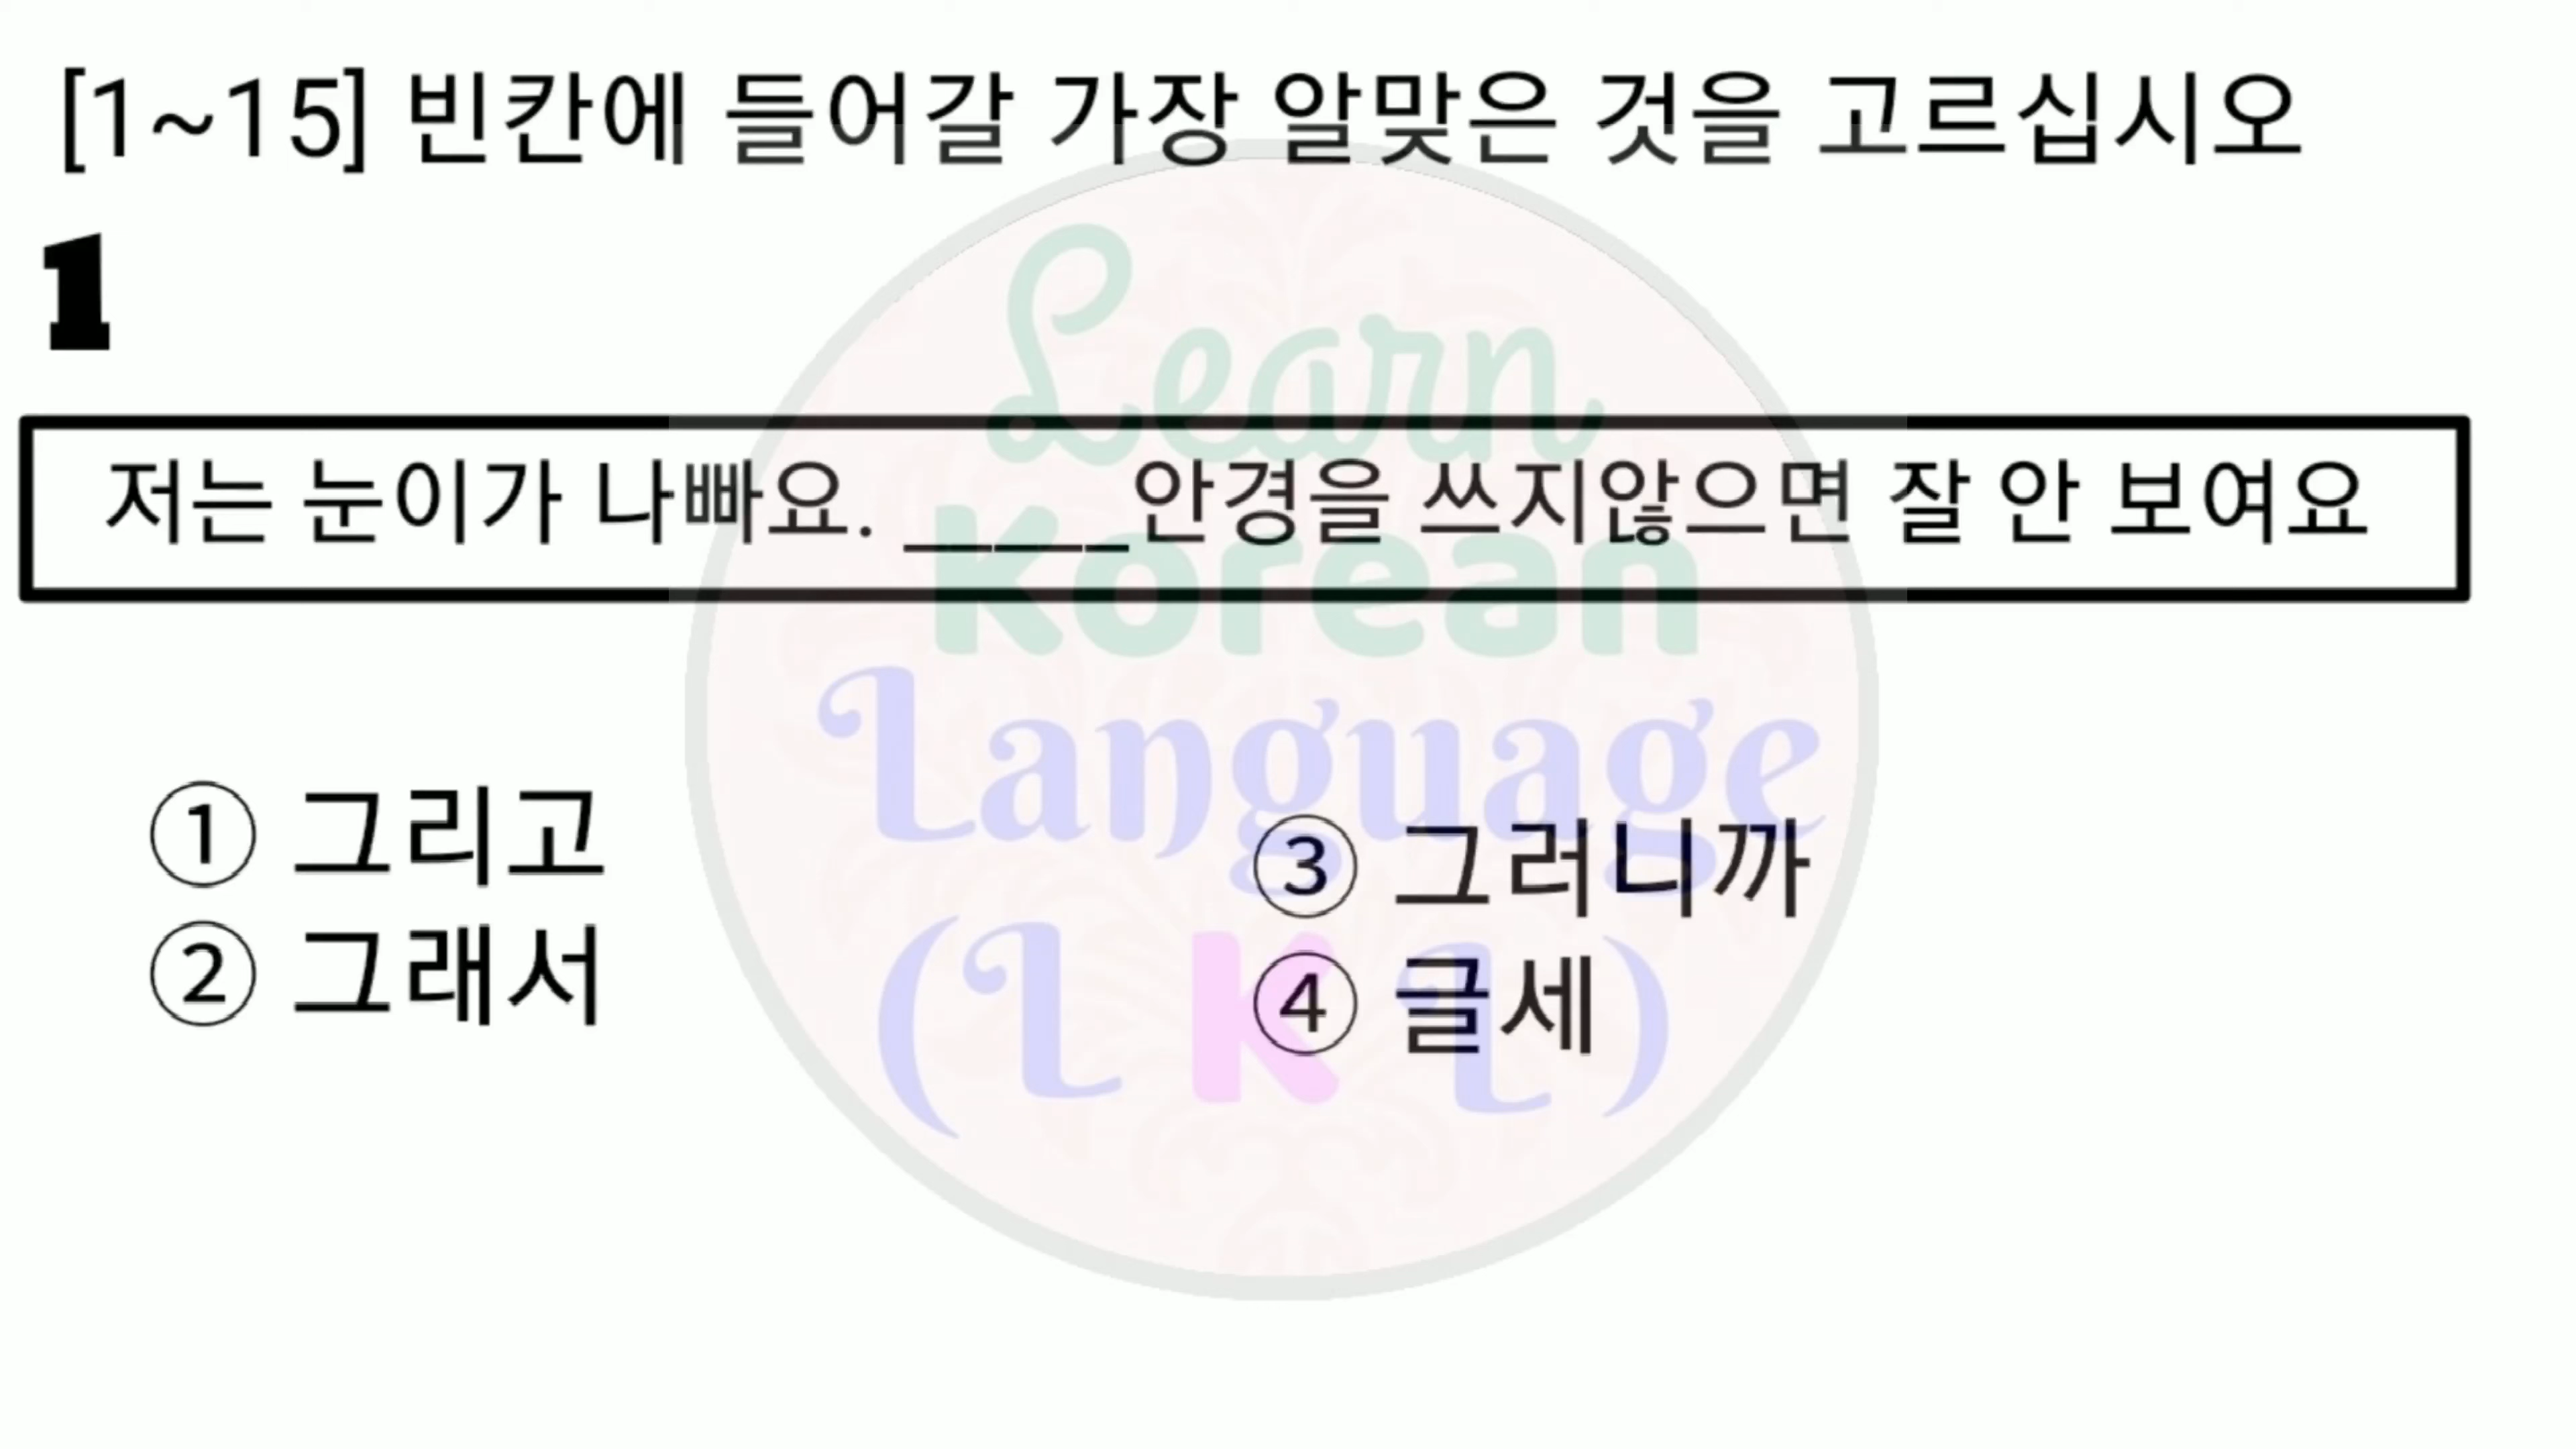 [1~15] 빈칸에 들어갈 가장 알맞은 것을 고르십시오
1
저는 눈이가 나빠요. _____안경을 쓰지않으면 잘 안 보여요
① 그리고
② 그래서
③ 그러니까
④ 글세
Learn
Korean
Language
(L K L)